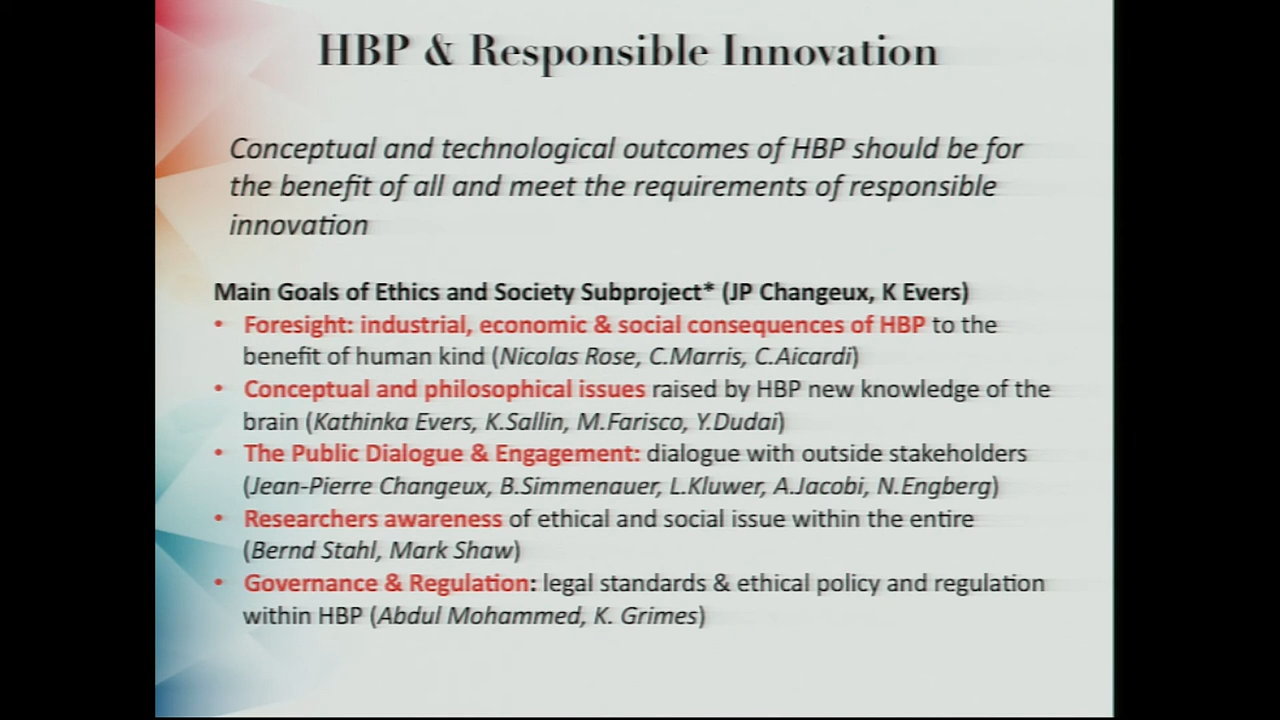 HBP & Responsible Innovation
Conceptual and technological outcomes of HBP should be for
the benefit of all and meet the requirements of responsible
innovation
Main Goals of Ethics and Society Subproject* (JP Changeux, K Evers)
• Foresight: industrial, economic & social consequences of HBP to the
benefit of human kind (Nicolas Rose, C.Marris, C.Aicardi)
• Conceptual and philosophical issues raised by HBP new knowledge of the
brain (Kathinka Evers, K.Sallin, M.Farisco, Y.Dudai)
• The Public Dialogue & Engagement: dialogue with outside stakeholders
(Jean-Pierre Changeux, B.Simmenauer, L.Kluwer, A.Jacobi, N.Engberg)
• Researchers awareness of ethical and social issue within the entire
(Bernd Stahl, Mark Shaw)
• Governance & Regulation: legal standards & ethical policy and regulation
within HBP (Abdul Mohammed, K. Grimes)